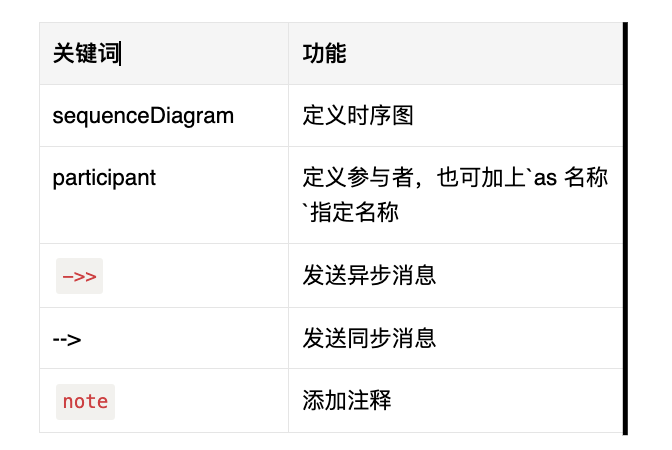 关键词 功能
sequenceDiagram 定义时序图
participant 定义参与者，也可加上`as 名称
`指定名称
->> 发送异步消息
--> 发送同步消息
note 添加注释